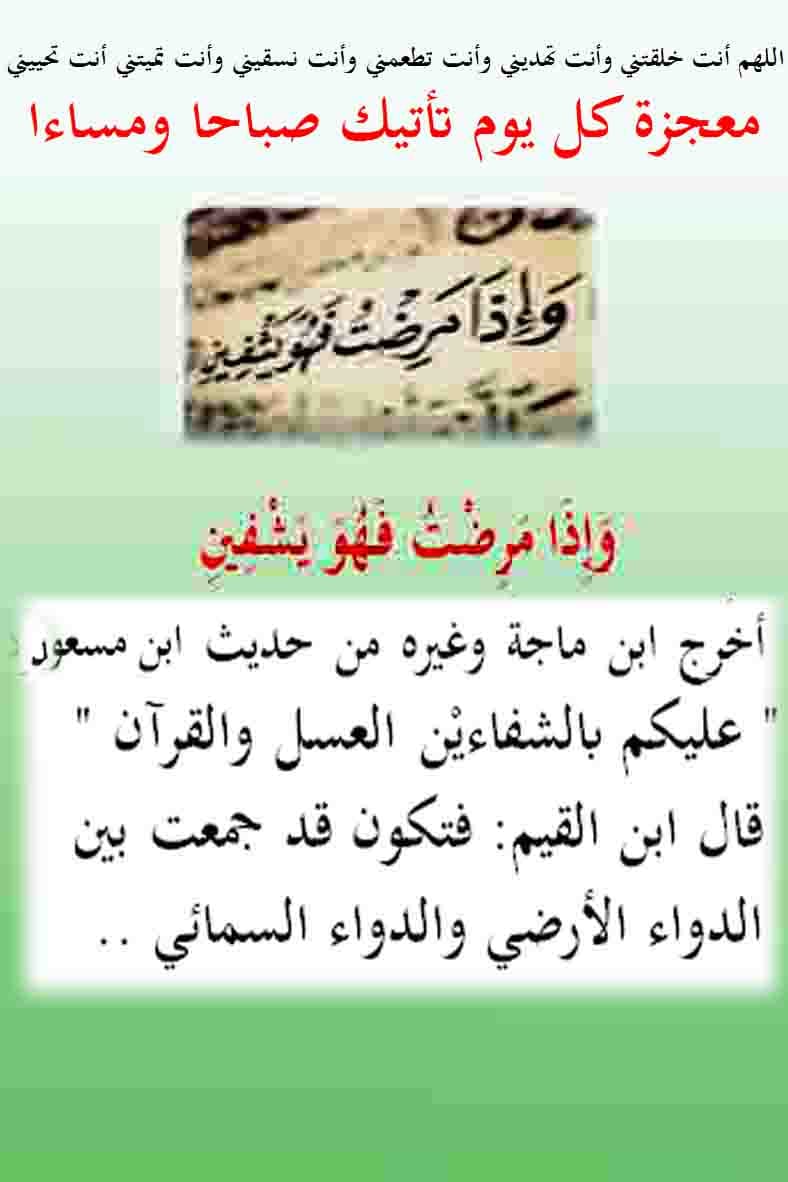 اللهم أنت خلقتني وأنت تهديني وأنت تطعمني وأنت نسقيني وأنت تميتني أنت تحييني
معجزة كل يوم تأتيك صباحا ومساءا
وَإِذَا مَرِضْتُ فَهُوَ يَشْفِينِ
وَإِذَا مَرِضْتُ فَهُوَ يَشْفِينِ
أخرج ابن ماجة وغيره من حديث ابن مسعود
" عليكم بالشفاءيْن العسل والقرآن "
قال ابن القيم: فتكون قد جمعت بين
الدواء الأرضي والدواء السمائي ..